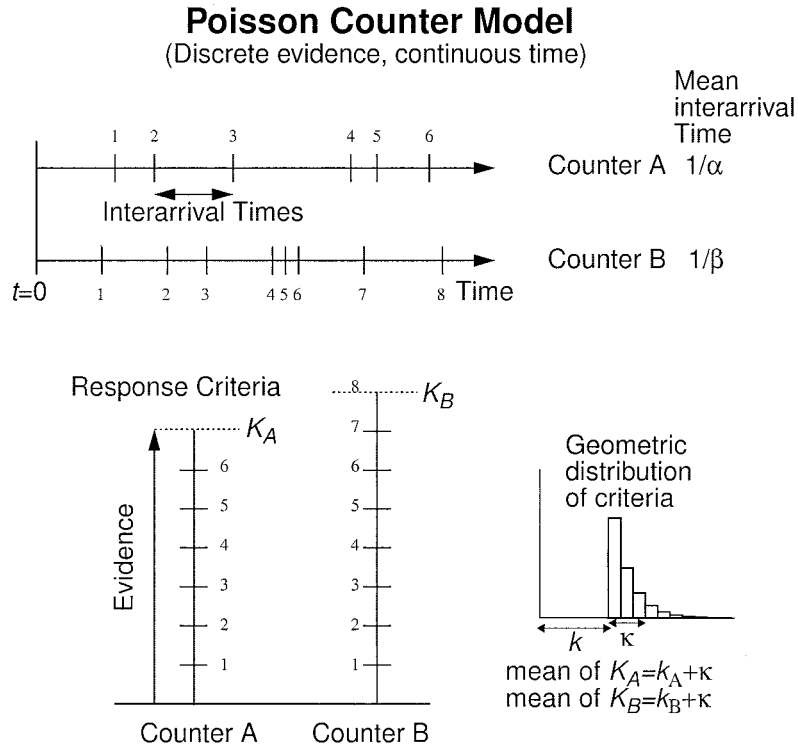 Poisson Counter Model
(Discrete evidence, continuous time)
Mean
interarrival
Time
1 2 3 4 5 6
Counter A 1/α
Interarrival Times
Counter B 1/β
t=0 1 2 3 4 5 6 7 8 Time
Response Criteria
K_A
6
5
4
3
2
1
Evidence
Counter A
8
K_B
7
6
5
4
3
2
1
Counter B
Geometric
distribution
of criteria
k κ
mean of K_A=k_A+κ
mean of K_B=k_B+κ